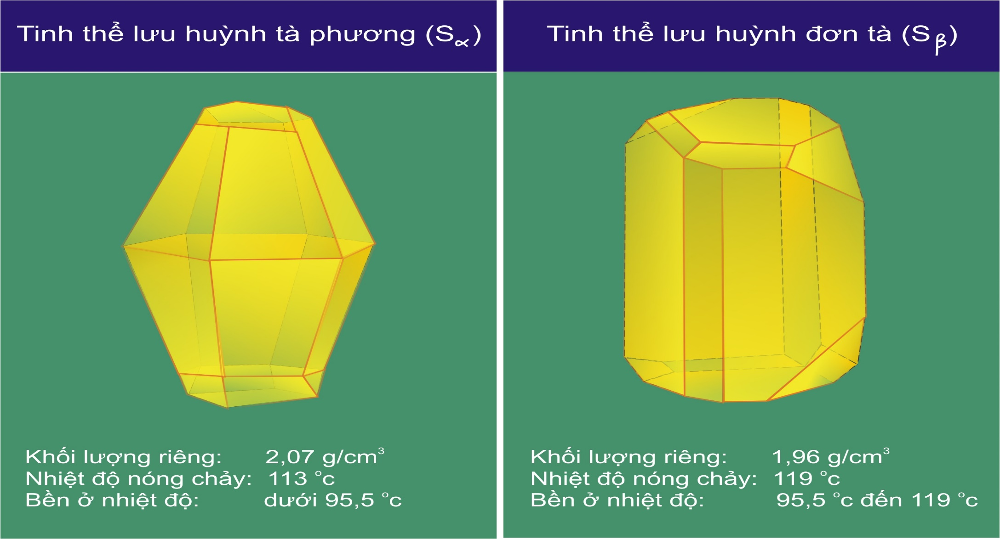 Tinh thể lưu huỳnh tà phương (Sα)
Khối lượng riêng: 2,07 g/cm³
Nhiệt độ nóng chảy: 113 °c
Bền ở nhiệt độ: dưới 95,5 °c
Tinh thể lưu huỳnh đơn tà (Sβ)
Khối lượng riêng: 1,96 g/cm³
Nhiệt độ nóng chảy: 119 °c
Bền ở nhiệt độ: 95,5 °c đến 119 °c